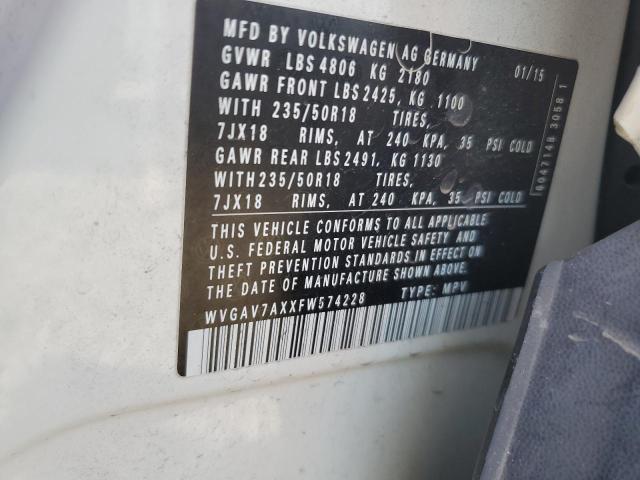 MFD BY VOLKSWAGEN AG GERMANY
GVWR LBS 4806 KG 2180 01/15
GAWR FRONT LBS 2425, KG 1100
WITH 235/50R18 TIRES,
7JX18 RIMS, AT 240 KPA, 35 PSI COLD
GAWR REAR LBS 2491, KG 1130
WITH 235/50R18 TIRES,
7JX18 RIMS, AT 240 KPA, 35 PSI COLD
THIS VEHICLE CONFORMS TO ALL APPLICABLE
U.S. FEDERAL MOTOR VEHICLE SAFETY AND
THEFT PREVENTION STANDARDS IN EFFECT ON
THE DATE OF MANUFACTURE SHOWN ABOVE.
WVGAV7AXXFW574228 TYPE: MPV
3058 1